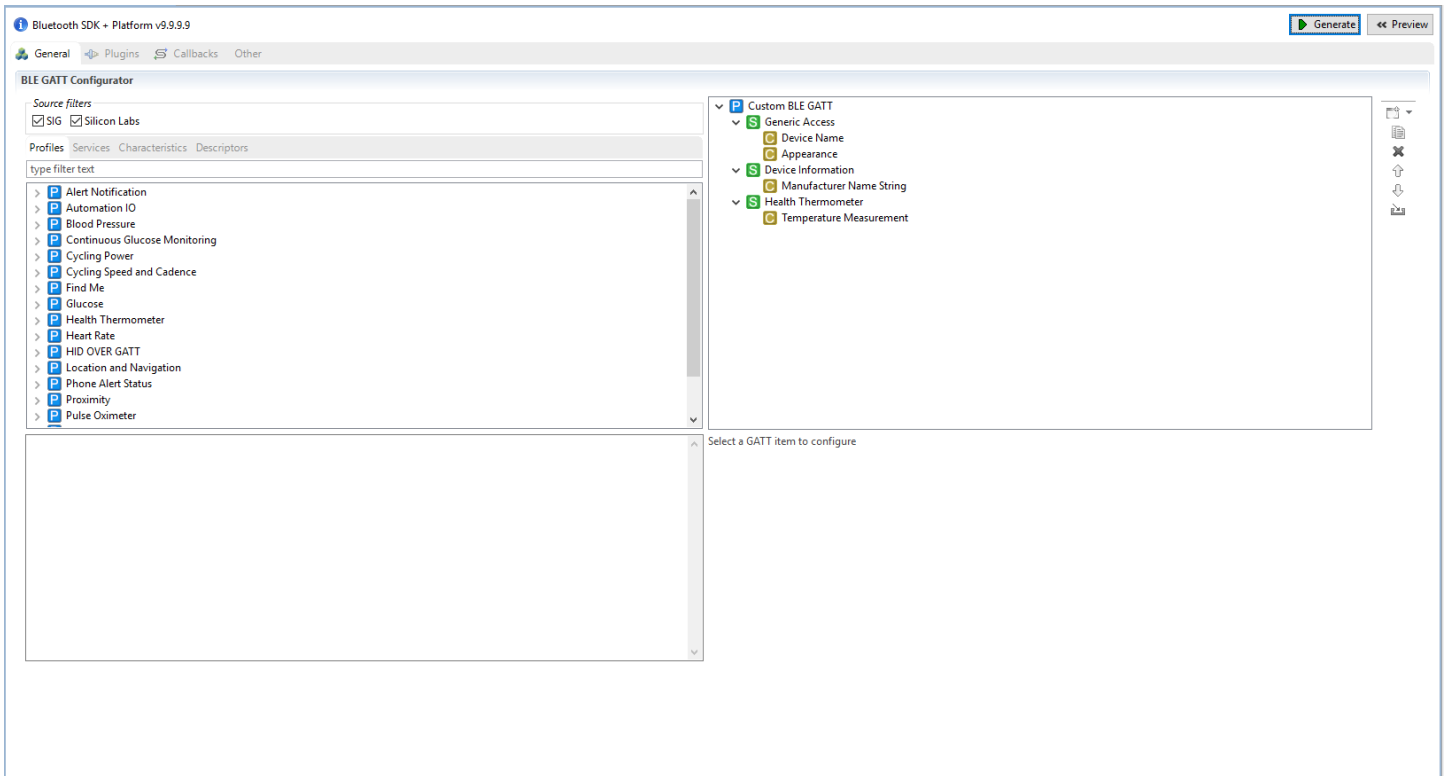 Bluetooth SDK + Platform v9.9.9.9
Generate
Preview
General Plugins Callbacks Other
BLE GATT Configurator
Source filters
SIG Silicon Labs
Profiles Services Characteristics Descriptors
type filter text
P Alert Notification
P Automation IO
P Blood Pressure
P Continuous Glucose Monitoring
P Cycling Power
P Cycling Speed and Cadence
P Find Me
P Glucose
P Health Thermometer
P Heart Rate
P HID OVER GATT
P Location and Navigation
P Phone Alert Status
P Proximity
P Pulse Oximeter
P Custom BLE GATT
S Generic Access
C Device Name
C Appearance
S Device Information
C Manufacturer Name String
S Health Thermometer
C Temperature Measurement
Select a GATT item to configure